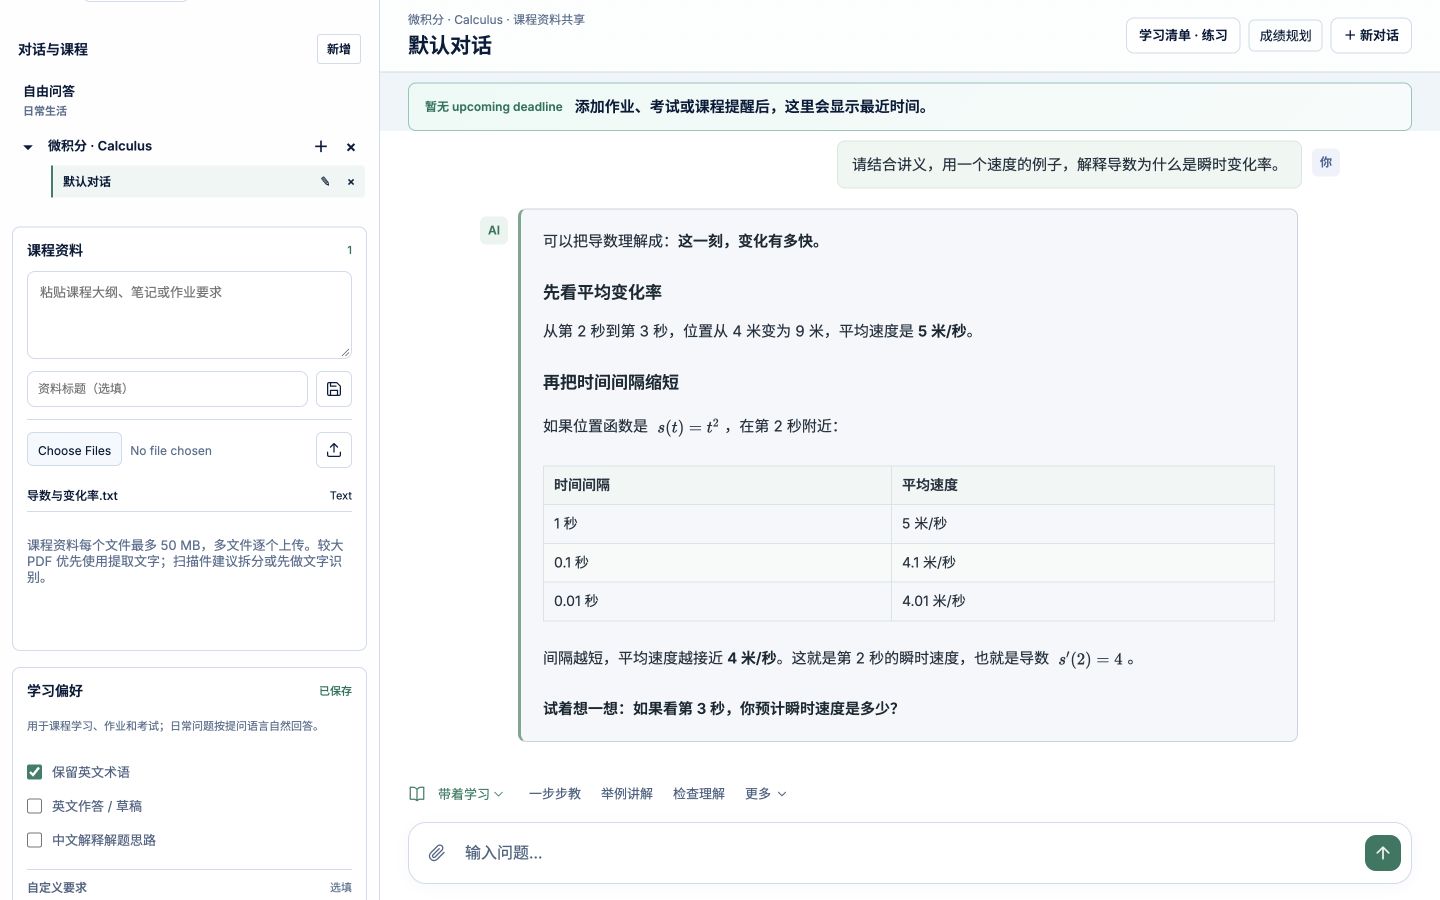 对话与课程
新增
自由问答
日常生活
微积分 · Calculus
默认对话
课程资料
1
粘贴课程大纲、笔记或作业要求
资料标题（选填）
Choose Files No file chosen
导数与变化率.txt Text
课程资料每个文件最多 50 MB，多文件逐个上传。较大
PDF 优先使用提取文字；扫描件建议拆分或先做文字识
别。
学习偏好
已保存
用于课程学习、作业和考试；日常问题按提问语言自然回答。
保留英文术语
英文作答 / 草稿
中文解释解题思路
自定义要求
选填
微积分 · Calculus · 课程资料共享
默认对话
学习清单 · 练习
成绩规划
+ 新对话
暂无 upcoming deadline 添加作业、考试或课程提醒后，这里会显示最近时间。
请结合讲义，用一个速度的例子，解释导数为什么是瞬时变化率。
你
AI
可以把导数理解成：这一刻，变化有多快。
先看平均变化率
从第 2 秒到第 3 秒，位置从 4 米变为 9 米，平均速度是 5 米/秒。
再把时间间隔缩短
如果位置函数是 s(t) = t²，在第 2 秒附近：
时间间隔 平均速度
1 秒 5 米/秒
0.1 秒 4.1 米/秒
0.01 秒 4.01 米/秒
间隔越短，平均速度越接近 4 米/秒。这就是第 2 秒的瞬时速度，也就是导数 s′(2) = 4 。
试着想一想：如果看第 3 秒，你预计瞬时速度是多少？
带着学习 一步步教 举例讲解 检查理解 更多
输入问题...